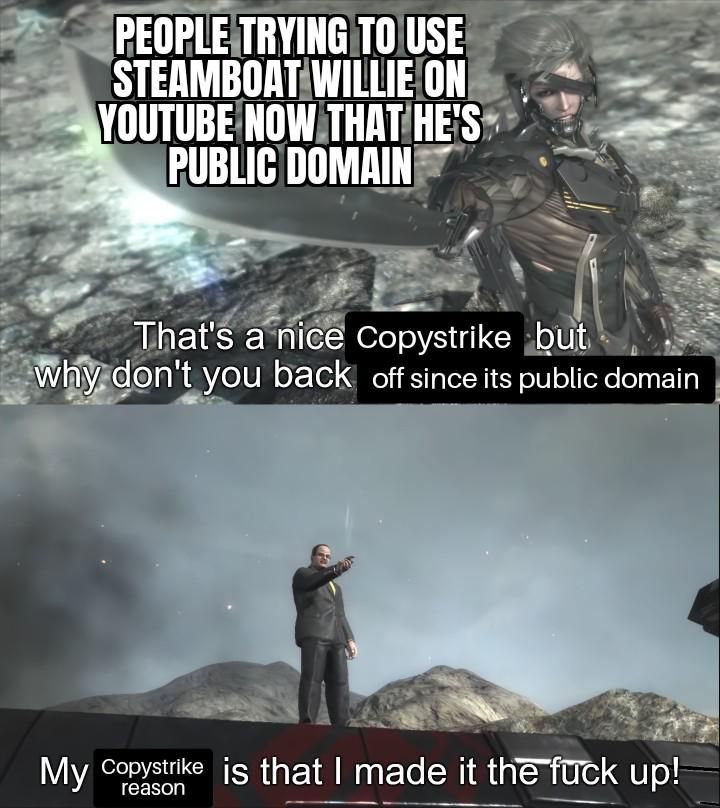 PEOPLE TRYING TO USE
STEAMBOAT WILLIE ON
YOUTUBE NOW THAT HE'S
PUBLIC DOMAIN
That's a nice Copystrike but
why don't you back off since its public domain
My Copystrike reason is that I made it the fuck up!